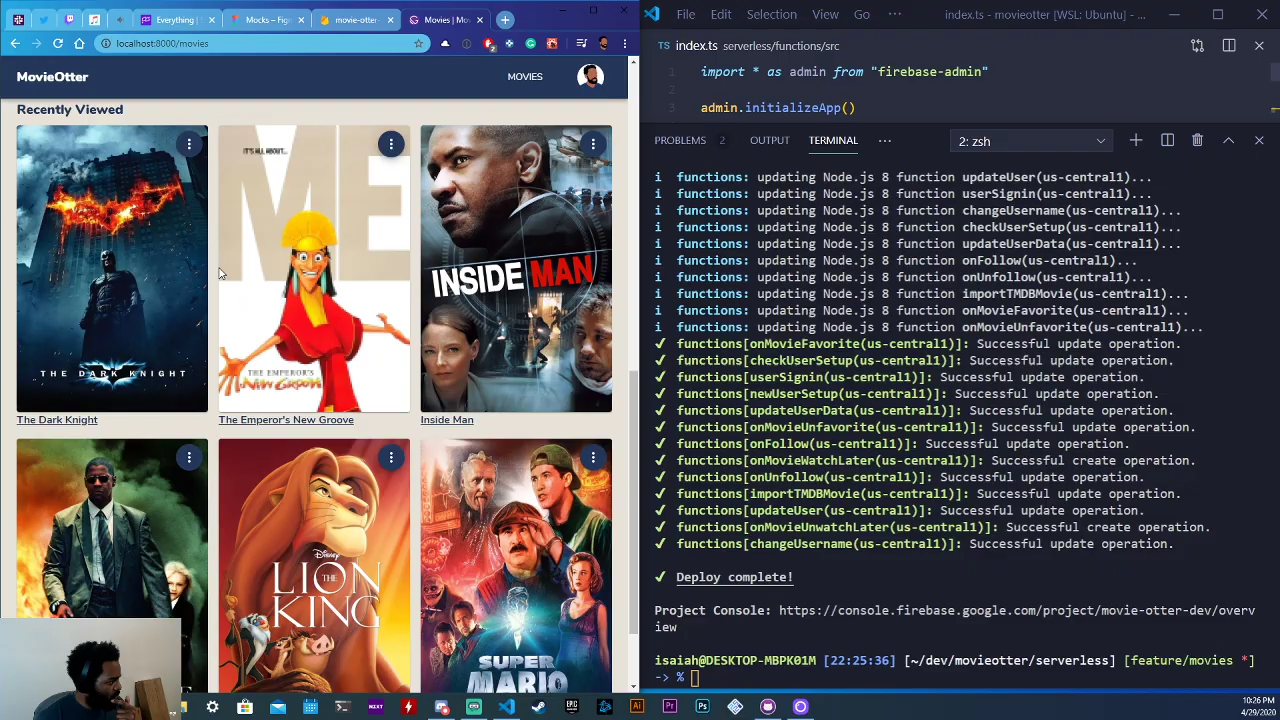 Everything | T...
Mocks – Figm
movie-otter-
Movies | Mov
localhost:8000/movies
MovieOtter
MOVIES
Recently Viewed
IT'S ALL ABOUT...
ME
THE DARK KNIGHT
THE EMPEROR'S
NEW GROOVE
INSIDE MAN
The Dark Knight
The Emperor's New Groove
Inside Man
Disney
THE
LION
KING
SUPER
MARIO
File
Edit
Selection
View
Go
index.ts - movieotter [WSL: Ubuntu] - ...
index.ts serverless/functions/src
1 import * as admin from "firebase-admin"
2
3 admin.initializeApp()
PROBLEMS 2 OUTPUT TERMINAL ... 2: zsh
i functions: updating Node.js 8 function updateUser(us-central1)...
i functions: updating Node.js 8 function userSignin(us-central1)...
i functions: updating Node.js 8 function changeUsername(us-central1)...
i functions: updating Node.js 8 function checkUserSetup(us-central1)...
i functions: updating Node.js 8 function updateUserData(us-central1)...
i functions: updating Node.js 8 function onFollow(us-central1)...
i functions: updating Node.js 8 function onUnfollow(us-central1)...
i functions: updating Node.js 8 function importTMDBMovie(us-central1)...
i functions: updating Node.js 8 function onMovieFavorite(us-central1)...
i functions: updating Node.js 8 function onMovieUnfavorite(us-central1)...
✔ functions[onMovieFavorite(us-central1)]: Successful update operation.
✔ functions[checkUserSetup(us-central1)]: Successful update operation.
✔ functions[userSignin(us-central1)]: Successful update operation.
✔ functions[newUserSetup(us-central1)]: Successful update operation.
✔ functions[updateUserData(us-central1)]: Successful update operation.
✔ functions[onMovieUnfavorite(us-central1)]: Successful update operation.
✔ functions[onFollow(us-central1)]: Successful update operation.
✔ functions[onMovieWatchLater(us-central1)]: Successful create operation.
✔ functions[onUnfollow(us-central1)]: Successful update operation.
✔ functions[importTMDBMovie(us-central1)]: Successful update operation.
✔ functions[updateUser(us-central1)]: Successful update operation.
✔ functions[onMovieUnwatchLater(us-central1)]: Successful create operation.
✔ functions[changeUsername(us-central1)]: Successful update operation.
✔ Deploy complete!
Project Console: https://console.firebase.google.com/project/movie-otter-dev/overv
iew
isaiah@DESKTOP-MBPK01M [22:25:36] [~/dev/movieotter/serverless] [feature/movies *]
-> %
10:26 PM
4/29/2020